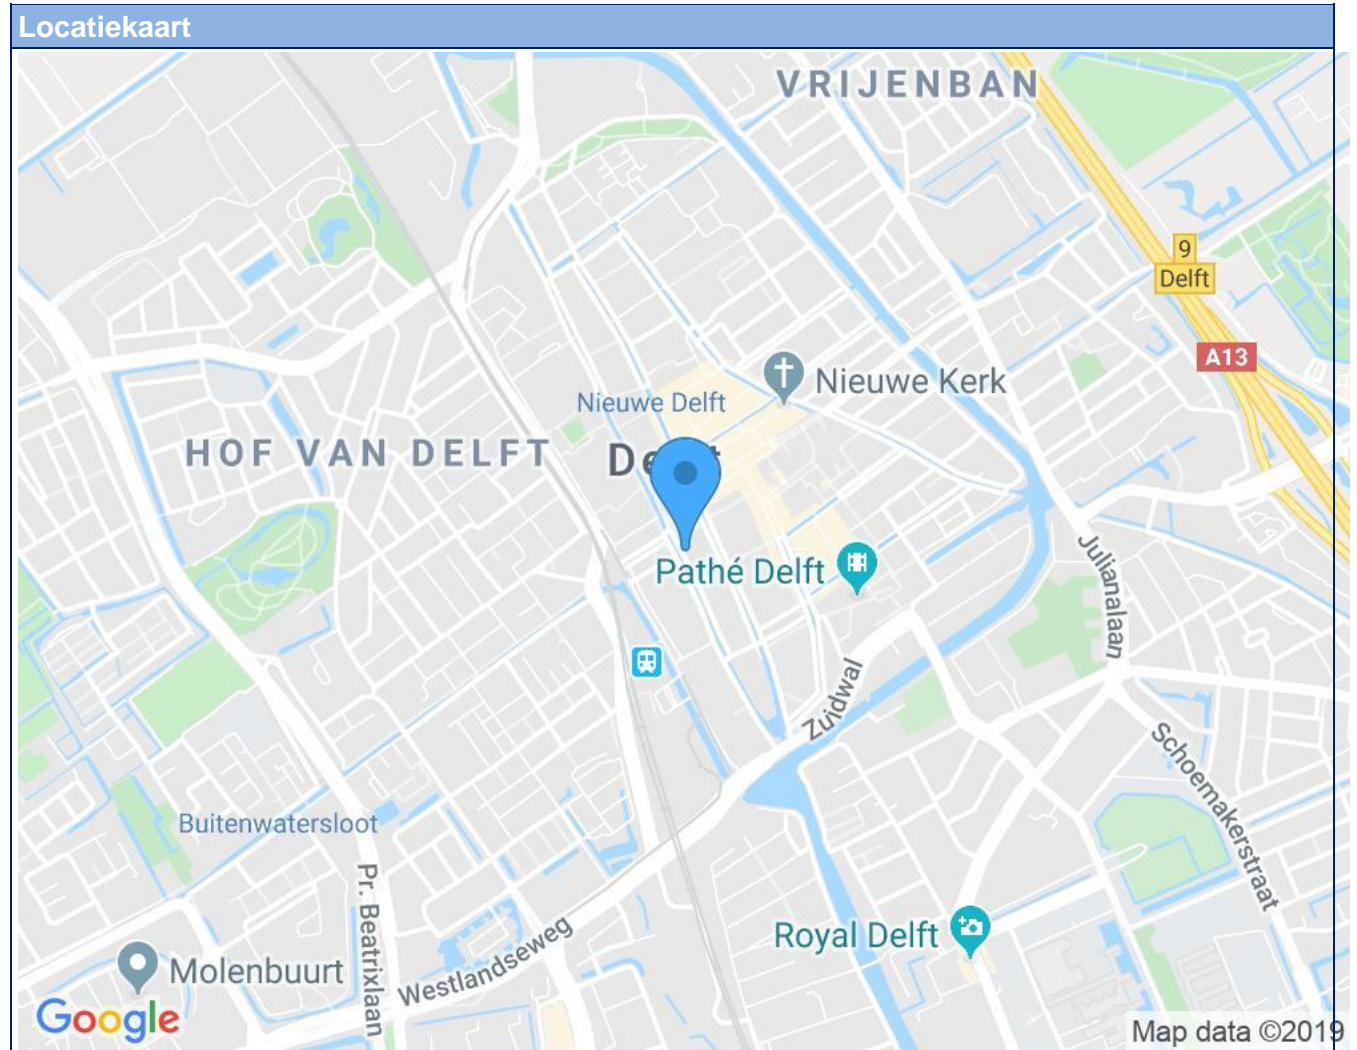 Locatiekaart
VRIJENBAN
9
Delft
A13
Nieuwe Kerk
Nieuwe Delft
HOF VAN DELFT
Pathé Delft
Julianalaan
Zuidwal
Schoemakerstraat
Buitenwatersloot
Pr. Beatrixlaan
Royal Delft
Westlandseweg
Molenbuurt
Google
Map data ©2019